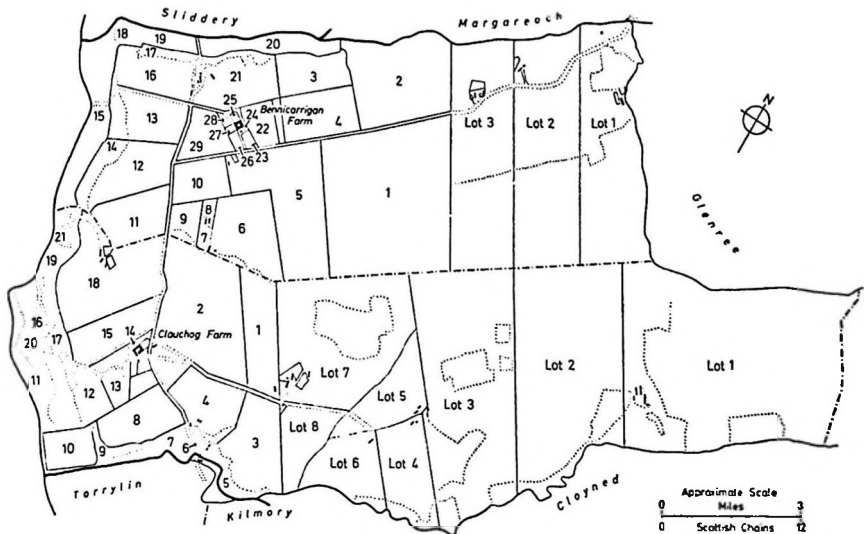 Sliddery
Margareoch
18
19
20
17
16
21
3
2
25
Bennicarrigan
Farm
24
28
27
22
4
15
13
29
26
23
Lot 3
Lot 2
Lot 1
N
14
12
10
5
1
11
9
8
7
6
Glenree
21
19
18
2
1
16
17
15
14
Clauchog Farm
20
11
12
13
4
Lot 7
Lot 5
Lot 3
Lot 2
Lot 1
8
3
Lot 8
10
9
7
6
5
Lot 6
Lot 4
Torrylin
Kilmory
Cloyned
Approximate Scale
0 Miles 3
0 Scottish Chains 12